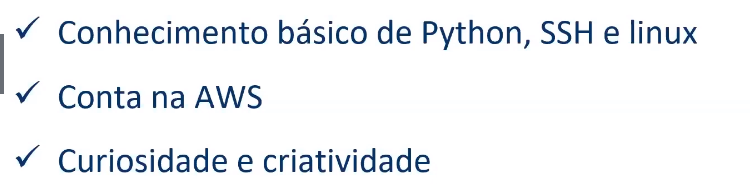 ✓ Conhecimento básico de Python, SSH e linux
✓ Conta na AWS
✓ Curiosidade e criatividade